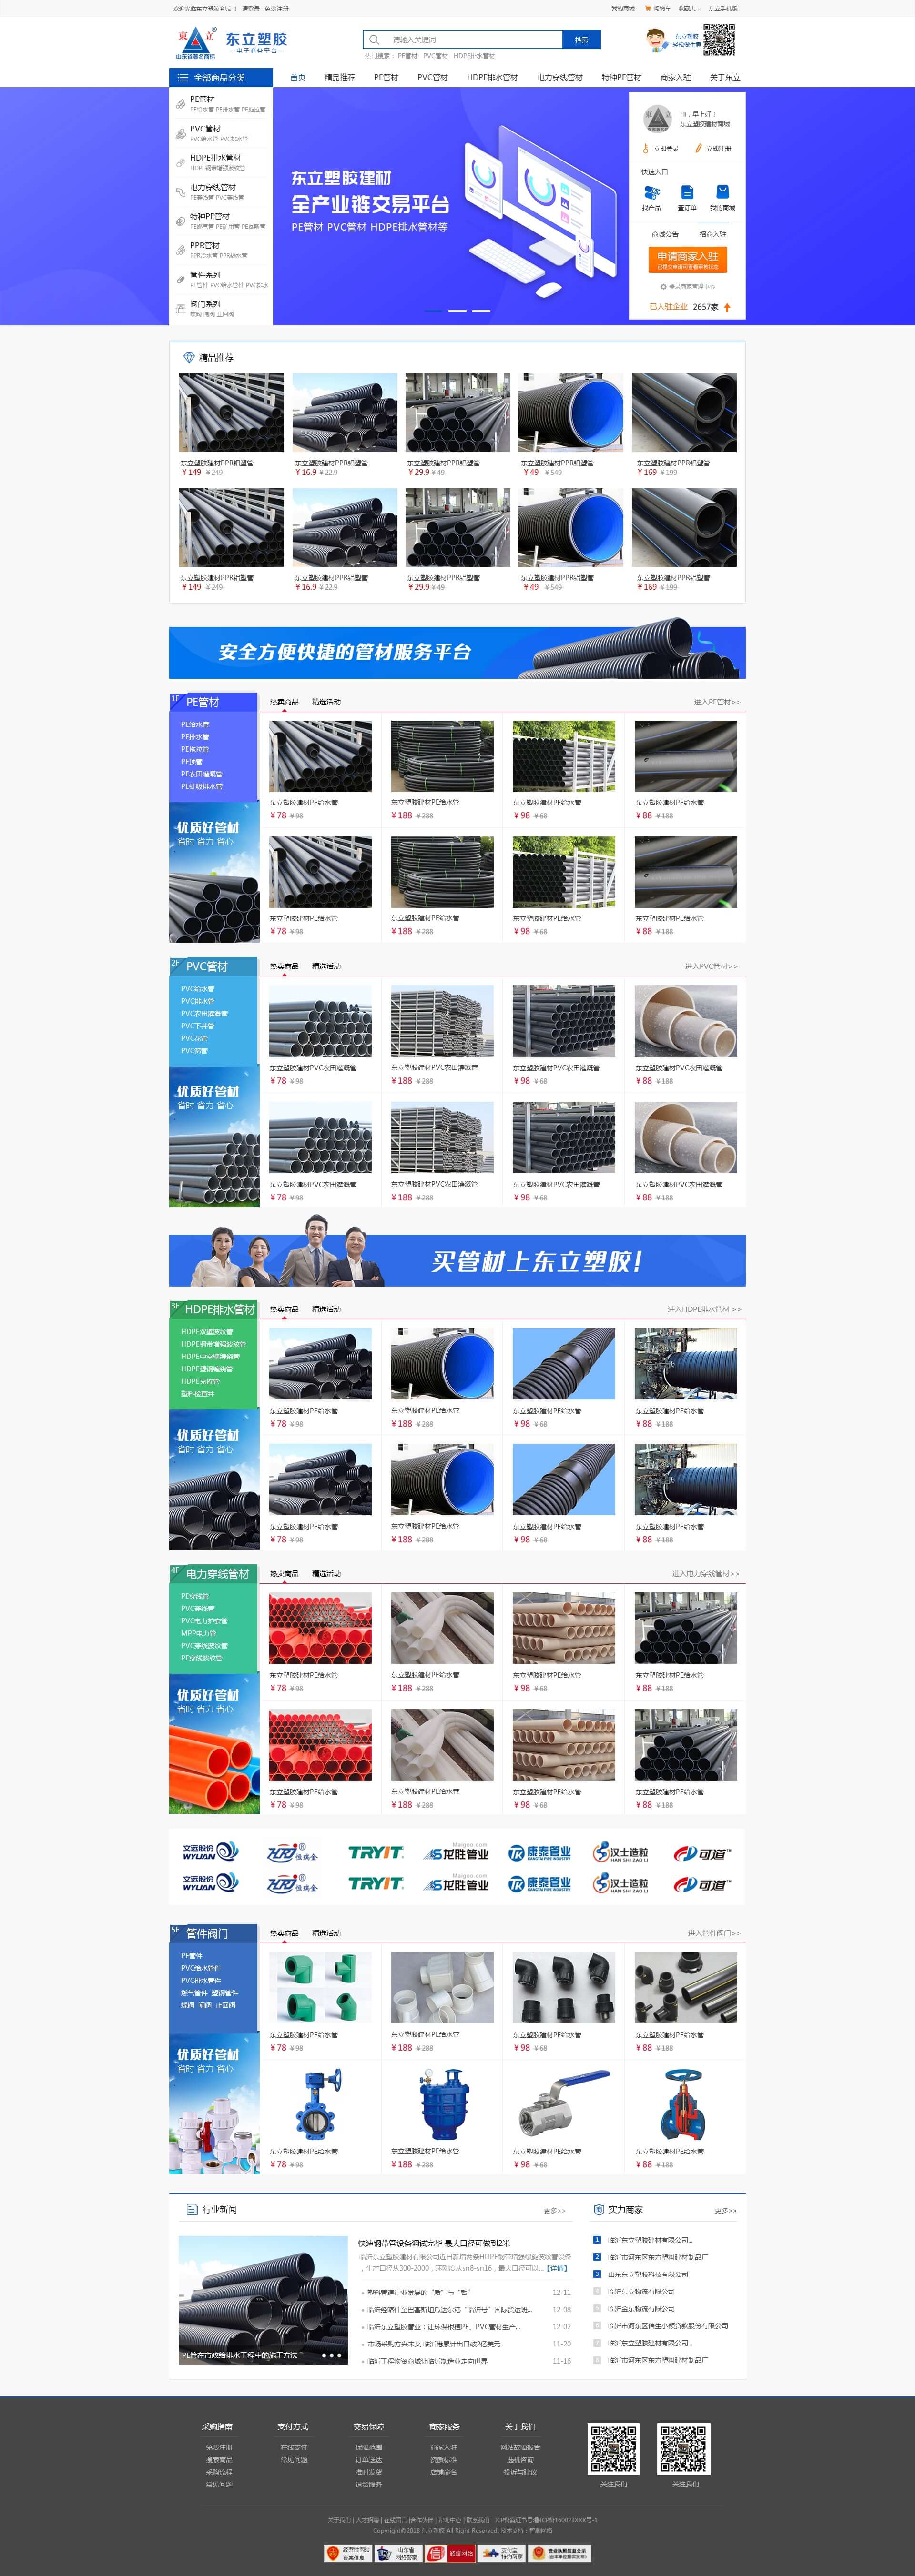 欢迎光临东立塑胶商城 | 请登录 免费注册
我的商城 购物车 收藏夹 东立手机版
東立
山东省著名商标
东立塑胶
—电子商务平台—
请输入关键词 搜索
热门搜索: PE管材 PVC管材 HDPE排水管材
东立塑胶
轻松做生意
全部商品分类
首页 精品推荐 PE管材 PVC管材 HDPE排水管材 电力穿线管材 特种PE管材 商家入驻 关于东立
PE管材
PE给水管 PE排水管 PE拖拉管
PVC管材
PVC给水管 PVC排水管
HDPE排水管材
HDPE钢带增强波纹管
电力穿线管材
PE穿线管 PVC穿线管
特种PE管材
PE燃气管 PE矿用管 PE瓦斯管
PPR管材
PPR冷水管 PPR热水管
管件系列
PE管件 PVC给水管件 PVC排水
阀门系列
蝶阀 闸阀 止回阀
东立塑胶建材
全产业链交易平台
PE管材 PVC管材 HDPE排水管材等
東立
Hi,早上好!
东立塑胶建材商城
立即登录 立即注册
快速入口
找产品 查订单 我的商城
商城公告 招商入驻
申请商家入驻
已提交申请可查看审核状态
登录商家管理中心
已入驻企业 2657家
精品推荐
东立塑胶建材PPR铝塑管 东立塑胶建材PPR铝塑管 东立塑胶建材PPR铝塑管 东立塑胶建材PPR铝塑管 东立塑胶建材PPR铝塑管
¥149 ¥249 ¥16.9 ¥22.9 ¥29.9 ¥49 ¥49 ¥549 ¥169 ¥199
东立塑胶建材PPR铝塑管 东立塑胶建材PPR铝塑管 东立塑胶建材PPR铝塑管 东立塑胶建材PPR铝塑管 东立塑胶建材PPR铝塑管
¥149 ¥249 ¥16.9 ¥22.9 ¥29.9 ¥49 ¥49 ¥549 ¥169 ¥199
安全方便快捷的管材服务平台
1F PE管材
热卖商品 精选活动 进入PE管材>>
PE给水管
PE排水管
PE拖拉管
PE顶管
PE农田灌溉管
PE虹吸排水管
优质好管材
省时 省力 省心
东立塑胶建材PE给水管 东立塑胶建材PE给水管 东立塑胶建材PE给水管 东立塑胶建材PE给水管
¥78 ¥98 ¥188 ¥288 ¥98 ¥68 ¥88 ¥188
东立塑胶建材PE给水管 东立塑胶建材PE给水管 东立塑胶建材PE给水管 东立塑胶建材PE给水管
¥78 ¥98 ¥188 ¥288 ¥98 ¥68 ¥88 ¥188
2F PVC管材
热卖商品 精选活动 进入PVC管材>>
PVC给水管
PVC排水管
PVC农田灌溉管
PVC下井管
PVC花管
PVC筛管
优质好管材
省时 省力 省心
东立塑胶建材PVC农田灌溉管 东立塑胶建材PVC农田灌溉管 东立塑胶建材PVC农田灌溉管 东立塑胶建材PVC农田灌溉管
¥78 ¥98 ¥188 ¥288 ¥98 ¥68 ¥88 ¥188
东立塑胶建材PVC农田灌溉管 东立塑胶建材PVC农田灌溉管 东立塑胶建材PVC农田灌溉管 东立塑胶建材PVC农田灌溉管
¥78 ¥98 ¥188 ¥288 ¥98 ¥68 ¥88 ¥188
买管材上东立塑胶!
3F HDPE排水管材
热卖商品 精选活动 进入HDPE排水管材 >>
HDPE双壁波纹管
HDPE钢带增强波纹管
HDPE中空壁缠绕管
HDPE塑钢缠绕管
HDPE克拉管
塑料检查井
优质好管材
省时 省力 省心
东立塑胶建材PE给水管 东立塑胶建材PE给水管 东立塑胶建材PE给水管 东立塑胶建材PE给水管
¥78 ¥98 ¥188 ¥288 ¥98 ¥68 ¥88 ¥188
东立塑胶建材PE给水管 东立塑胶建材PE给水管 东立塑胶建材PE给水管 东立塑胶建材PE给水管
¥78 ¥98 ¥188 ¥288 ¥98 ¥68 ¥88 ¥188
4F 电力穿线管材
热卖商品 精选活动 进入电力穿线管材>>
PE穿线管
PVC穿线管
PVC电力护套管
MPP电力管
PVC穿线波纹管
PE穿线波纹管
优质好管材
省时 省力 省心
东立塑胶建材PE给水管 东立塑胶建材PE给水管 东立塑胶建材PE给水管 东立塑胶建材PE给水管
¥78 ¥98 ¥188 ¥288 ¥98 ¥68 ¥88 ¥188
东立塑胶建材PE给水管 东立塑胶建材PE给水管 东立塑胶建材PE给水管 东立塑胶建材PE给水管
¥78 ¥98 ¥188 ¥288 ¥98 ¥68 ¥88 ¥188
文远股份 WYUAN 恒瑞金 TRYIT Maigoo.com 龙胜管业 康泰管业 KANGTAI PIPE INDUSTRY 汉士造粒 HAN SHI ZAO LI 可道
文远股份 WYUAN 恒瑞金 TRYIT Maigoo.com 龙胜管业 康泰管业 KANGTAI PIPE INDUSTRY 汉士造粒 HAN SHI ZAO LI 可道
5F 管件阀门
热卖商品 精选活动 进入管件阀门>>
PE管件
PVC给水管件
PVC排水管件
燃气管件 塑钢管件
蝶阀 闸阀 止回阀
优质好管材
省时 省力 省心
东立塑胶建材PE给水管 东立塑胶建材PE给水管 东立塑胶建材PE给水管 东立塑胶建材PE给水管
¥78 ¥98 ¥188 ¥288 ¥98 ¥68 ¥88 ¥188
东立塑胶建材PE给水管 东立塑胶建材PE给水管 东立塑胶建材PE给水管 东立塑胶建材PE给水管
¥78 ¥98 ¥188 ¥288 ¥98 ¥68 ¥88 ¥188
行业新闻 更多>>
PE管在市政给排水工程中的施工方法
快速钢带管设备调试完毕 最大口径可做到2米
临沂东立塑胶建材有限公司近日新增两条HDPE钢带增强螺旋波纹管设备
,生产口径从300-2000,环刚度从sn8-sn16,最大口径可以...【详情】
塑料管道行业发展的“质”与“智” 12-11
临沂经喀什至巴基斯坦瓜达尔港“临沂号”国际货运班... 12-08
临沂东立塑胶管业:让环保根植PE、PVC管材生产... 12-02
市场采购方兴未艾 临沂港累计出口破2亿美元 11-20
临沂工程物资商城让临沂制造业走向世界 11-16
实力商家 更多>>
1 临沂东立塑胶建材有限公司...
2 临沂市河东区东方塑料建材制品厂
3 山东东立塑胶科技有限公司
4 临沂东立物流有限公司
5 临沂金东物流有限公司
6 临沂市河东区信生小额贷款股份有限公司
7 临沂东立塑胶建材有限公司...
8 临沂市河东区东方塑料建材制品厂
采购指南
免费注册
搜索商品
采购流程
常见问题
支付方式
在线支付
常见问题
交易保障
保障范围
订单送达
准时发货
退货服务
商家服务
商家入驻
资质标准
店铺命名
关于我们
网站故障报告
选机咨询
投诉与建议
关注我们 关注我们
关于我们 | 人才招聘 | 在线留言 |合作伙伴 | 帮助中心 | 联系我们 ICP备案证书号:鲁ICP备160023XXX号-1
Copyright©2018 东立塑胶 All Right Reserved. 技术支持:智顺网络
经营性网站 备案信息
山东省 网络警察
信 诚信网站
支付宝 特约商家